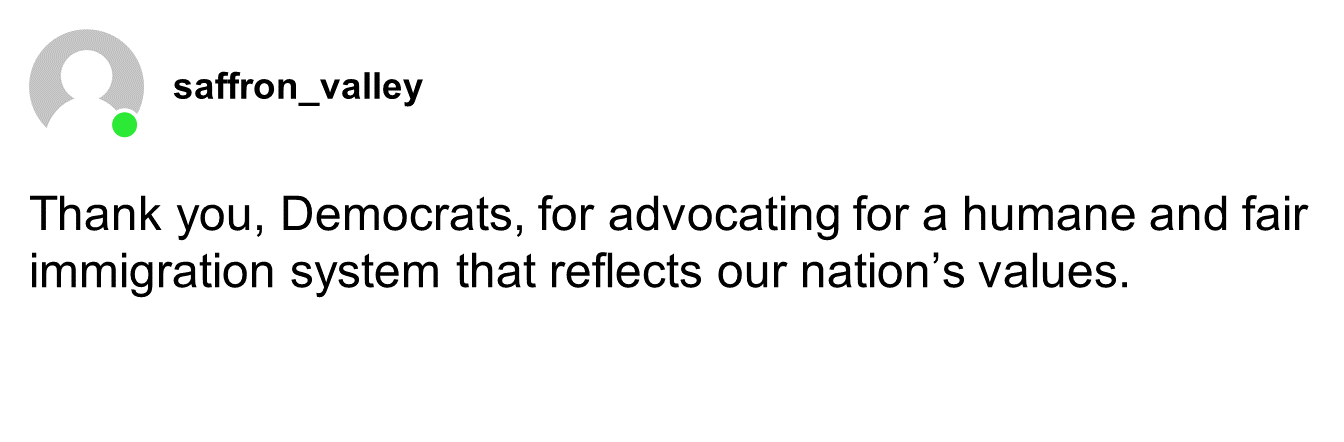 saffron_valley
Thank you, Democrats, for advocating for a humane and fair
immigration system that reflects our nation’s values.